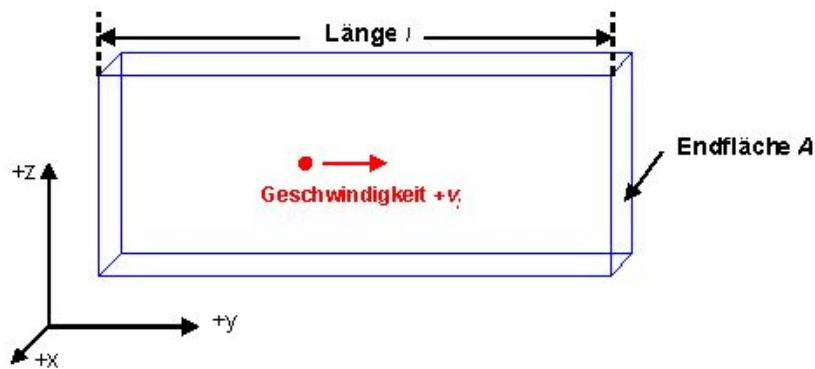 Länge l
Endfläche A
Geschwindigkeit +vᵢ
+z
+y
+x